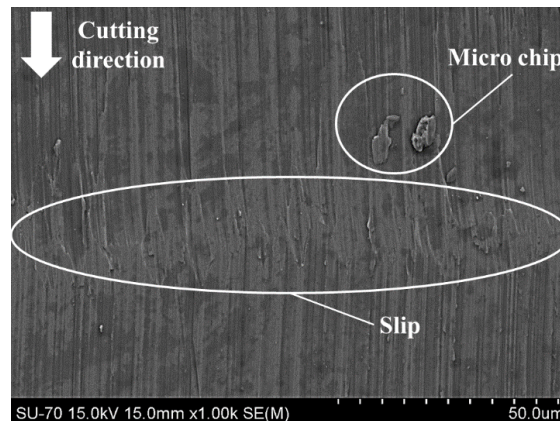 Cutting
direction
Micro chip
Slip
SU-70 15.0kV 15.0mm x1.00k SE(M)
50.0um